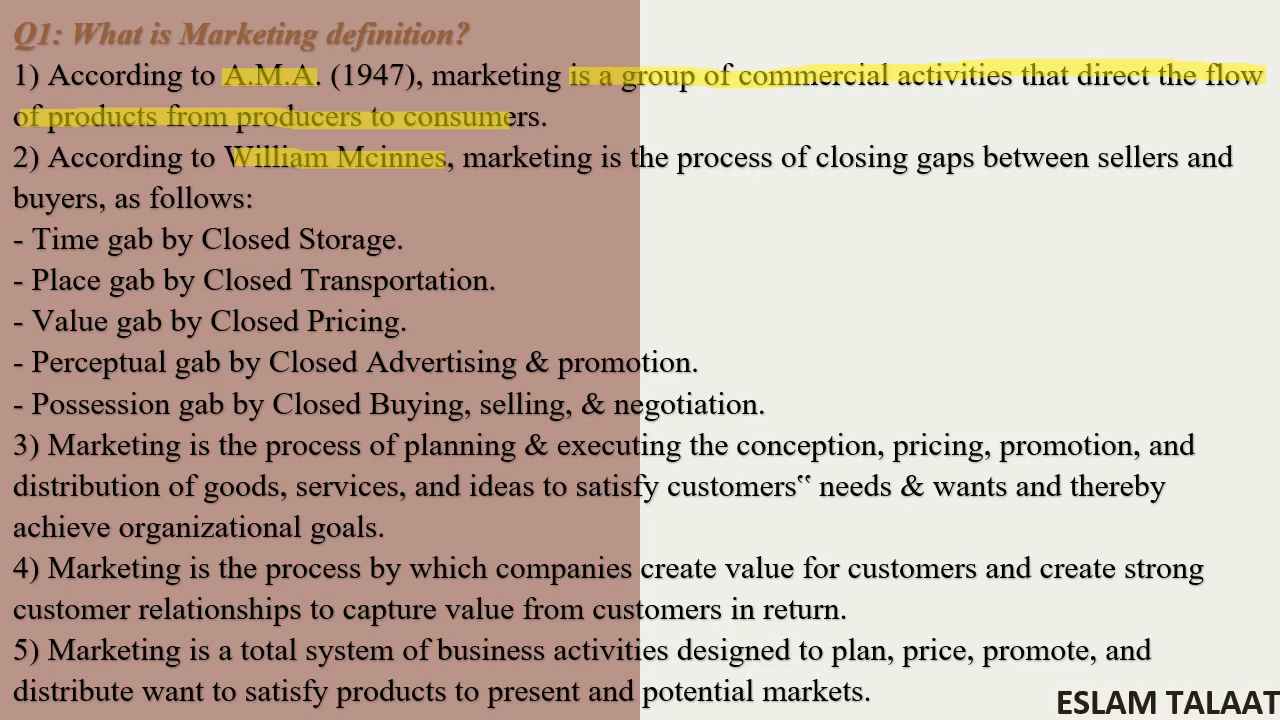 Q1: What is Marketing definition?
1) According to A.M.A. (1947), marketing is a group of commercial activities that direct the flow
of products from producers to consumers.
2) According to William Mcinnes, marketing is the process of closing gaps between sellers and
buyers, as follows:
- Time gab by Closed Storage.
- Place gab by Closed Transportation.
- Value gab by Closed Pricing.
- Perceptual gab by Closed Advertising & promotion.
- Possession gab by Closed Buying, selling, & negotiation.
3) Marketing is the process of planning & executing the conception, pricing, promotion, and
distribution of goods, services, and ideas to satisfy customers‟ needs & wants and thereby
achieve organizational goals.
4) Marketing is the process by which companies create value for customers and create strong
customer relationships to capture value from customers in return.
5) Marketing is a total system of business activities designed to plan, price, promote, and
distribute want to satisfy products to present and potential markets.
ESLAM TALAAT